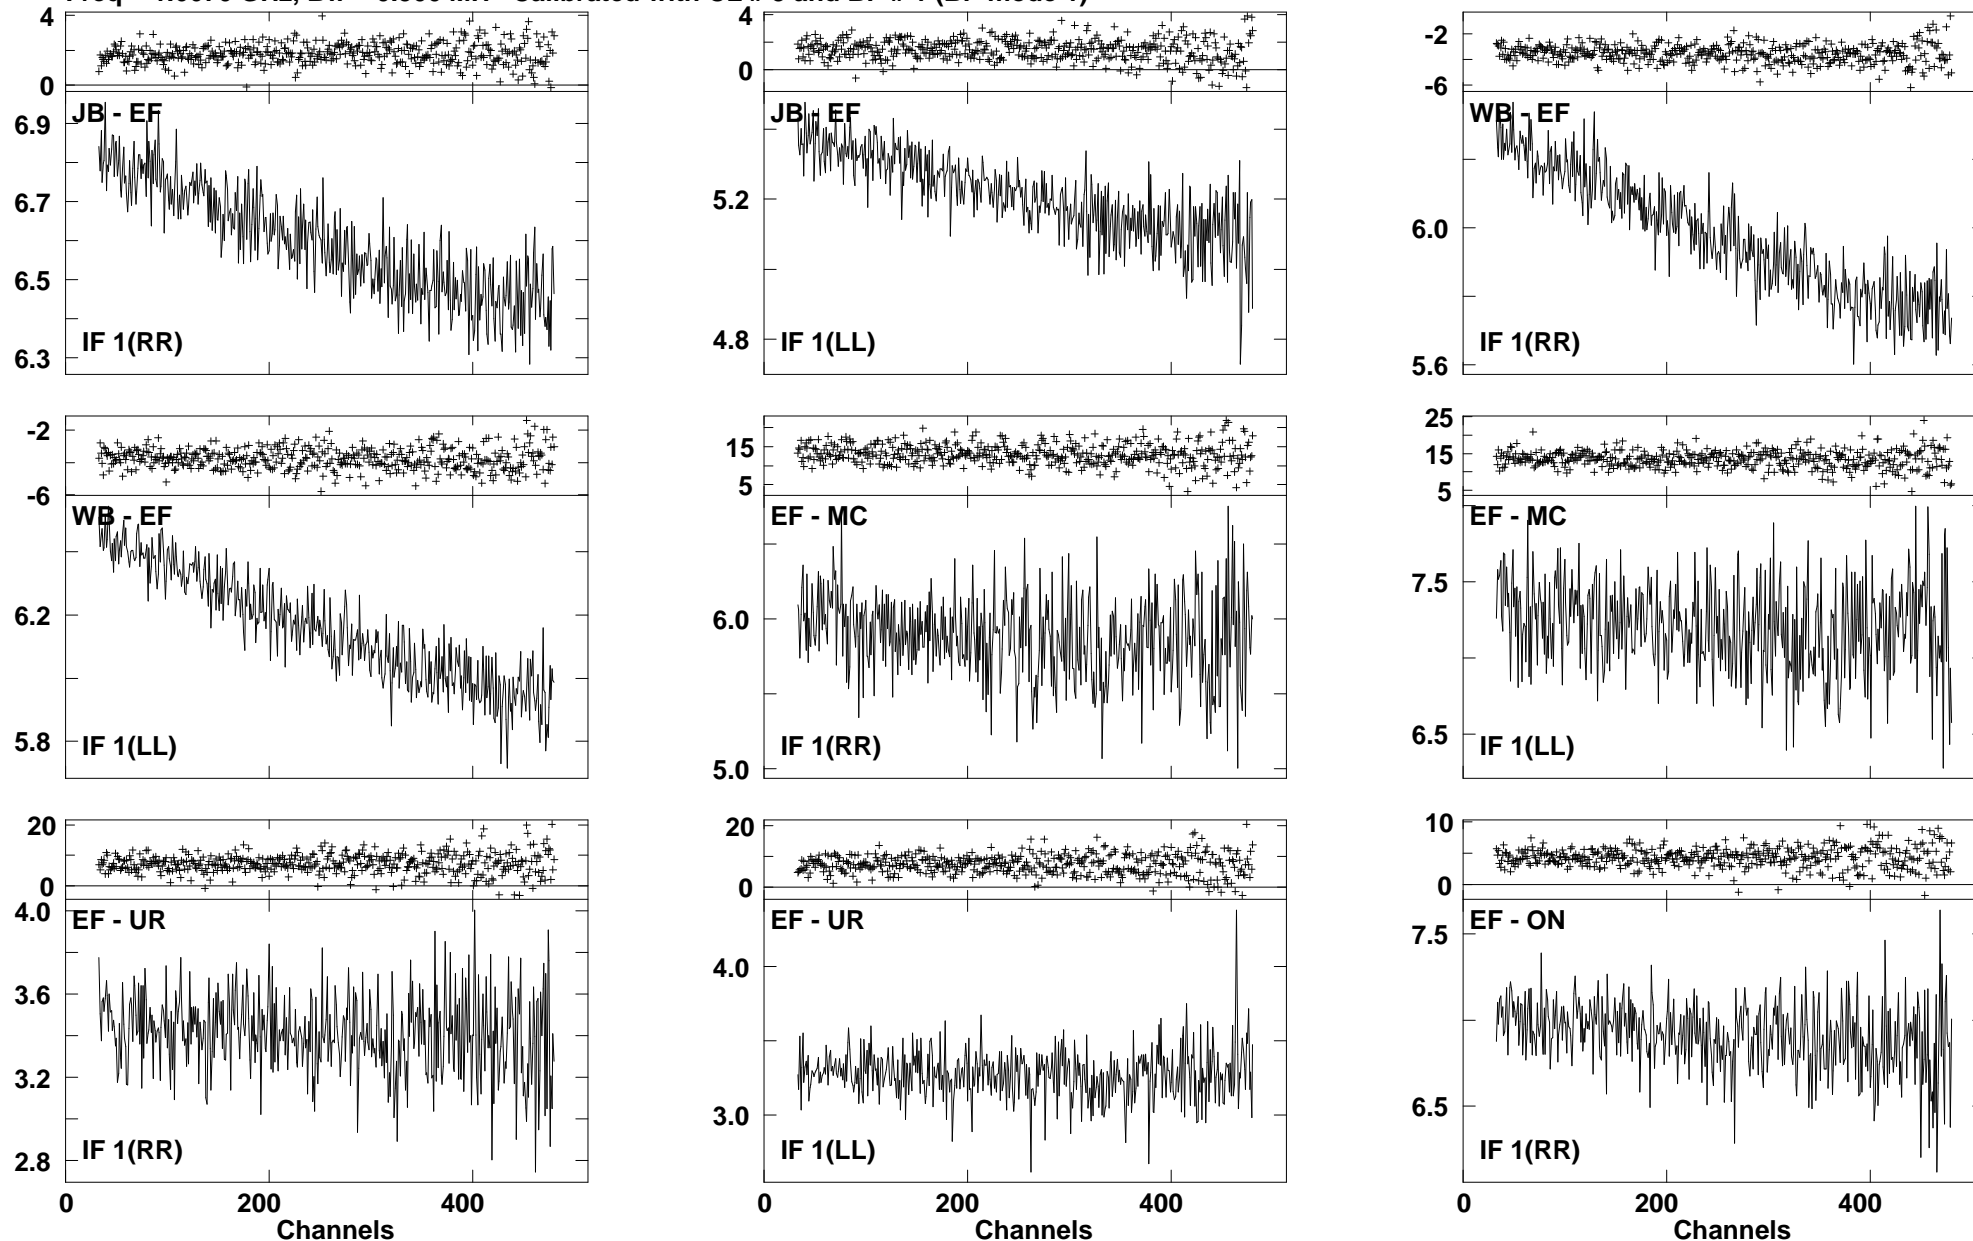 Calibrated with CL # and BP # 1 (BP mode 1)
4
0
JB - EF
6.9
6.7
6.5
6.3
IF 1(RR)
4
0
JB - EF
5.2
4.8
IF 1(LL)
-2
-6
WB - EF
6.0
5.6
IF 1(RR)
-2
-6
WB - EF
6.2
5.8
IF 1(LL)
15
5
EF - MC
6.0
5.0
IF 1(RR)
25
15
5
EF - MC
7.5
6.5
IF 1(LL)
20
0
EF - UR
4.0
3.6
3.2
2.8
IF 1(RR)
0 200 400
Channels
20
0
EF - UR
4.0
3.0
IF 1(LL)
0 200 400
Channels
10
5
0
EF - ON
7.5
6.5
IF 1(RR)
0 200 400
Channels